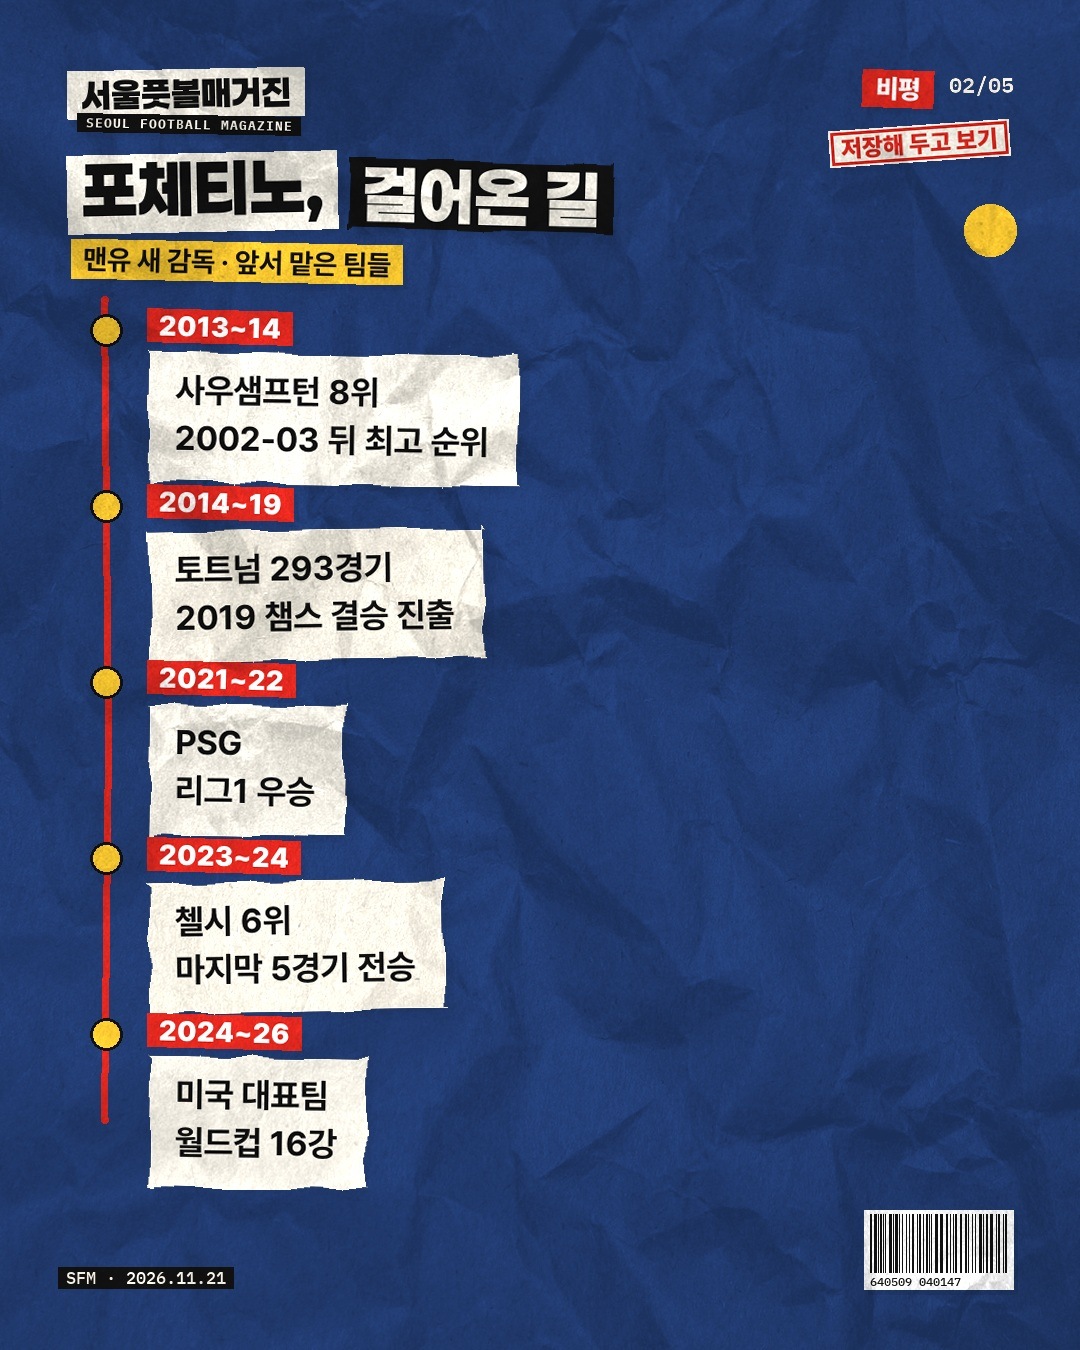 서울풋볼매거진
SEOUL FOOTBALL MAGAZINE
비평 02/05
저장해 두고 보기
포체티노, 걸어온 길
맨유 새 감독 · 앞서 맡은 팀들
2013~14
사우샘프턴 8위
2002-03 뒤 최고 순위
2014~19
토트넘 293경기
2019 챔스 결승 진출
2021~22
PSG
리그1 우승
2023~24
첼시 6위
마지막 5경기 전승
2024~26
미국 대표팀
월드컵 16강
SFM · 2026.11.21
640509 040147